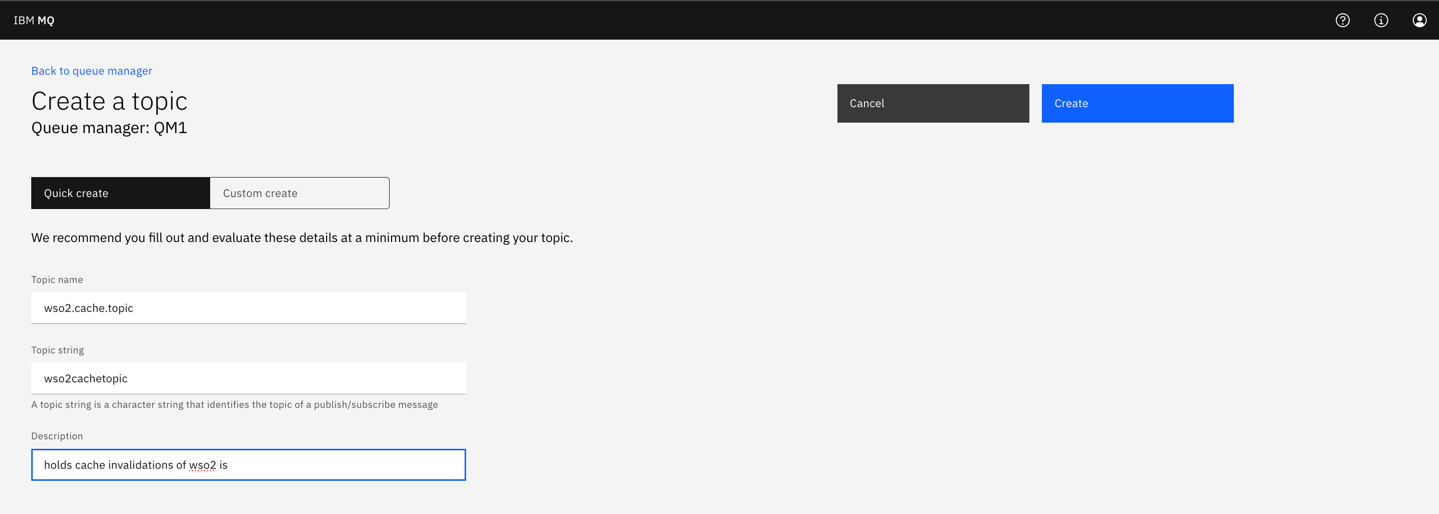 IBM MQ
Back to queue manager
Create a topic
Cancel
Create
Queue manager: QM1
Quick create
Custom create
We recommend you fill out and evaluate these details at a minimum before creating your topic.
Topic name
wso2.cache.topic
Topic string
wso2cachetopic
A topic string is a character string that identifies the topic of a publish/subscribe message
Description
holds cache invalidations of wso2 is